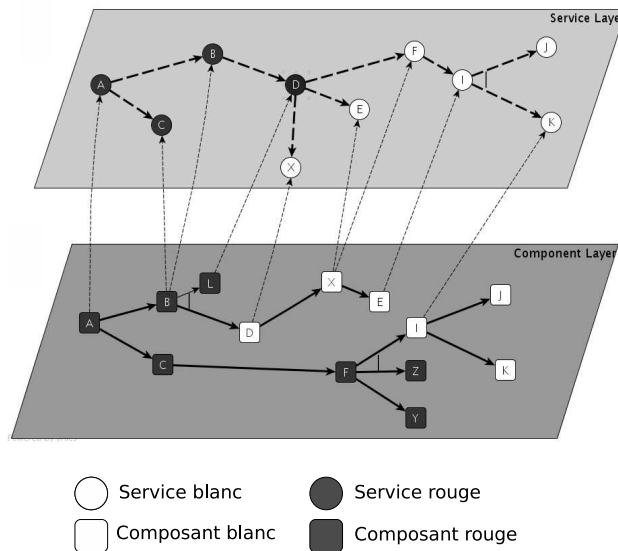 Service Laye
B
F
J
A
D
I
E
C
K
X
Component Layer
L
X
B
E
J
A
D
I
C
F
Z
K
Y
Service blanc
Service rouge
Composant blanc
Composant rouge